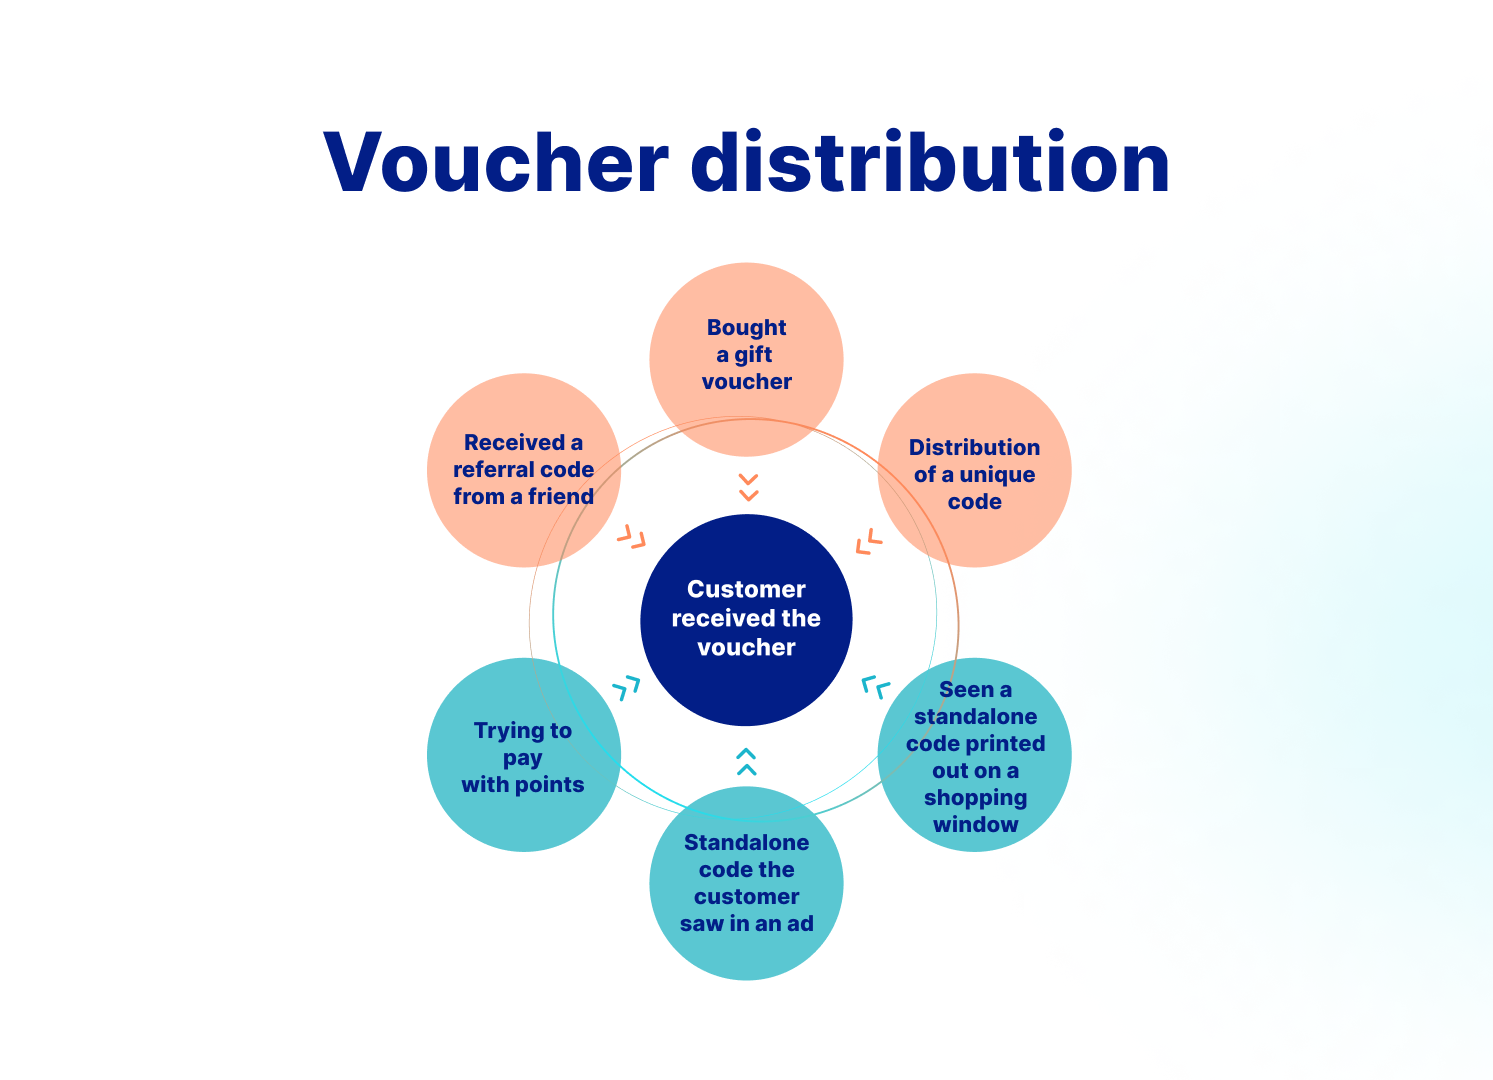 Voucher distribution
Bought
a gift
voucher
Received a
referral code
from a friend
Distribution
of a unique
code
Customer
received the
voucher
Trying to
pay
with points
Seen a
standalone
code printed
out on a
shopping
window
Standalone
code the
customer
saw in an ad